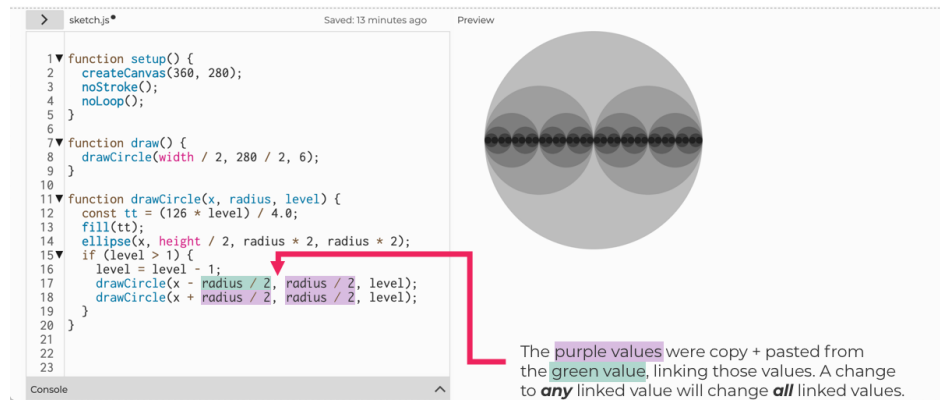 sketch.js
Saved: 13 minutes ago
Preview
1 function setup() {
2 createCanvas(360, 280);
3 noStroke();
4 noLoop();
5 }
6
7 function draw() {
8 drawCircle(width / 2, 280 / 2, 6);
9 }
10
11 function drawCircle(x, radius, level) {
12 const tt = (126 * level) / 4.0;
13 fill(tt);
14 ellipse(x, height / 2, radius * 2, radius * 2);
15 if (level > 1) {
16 level = level - 1;
17 drawCircle(x - radius / 2, radius / 2, level);
18 drawCircle(x + radius / 2, radius / 2, level);
19 }
20 }
21
22
23
Console
The purple values were copy + pasted from
the green value, linking those values. A change
to any linked value will change all linked values.